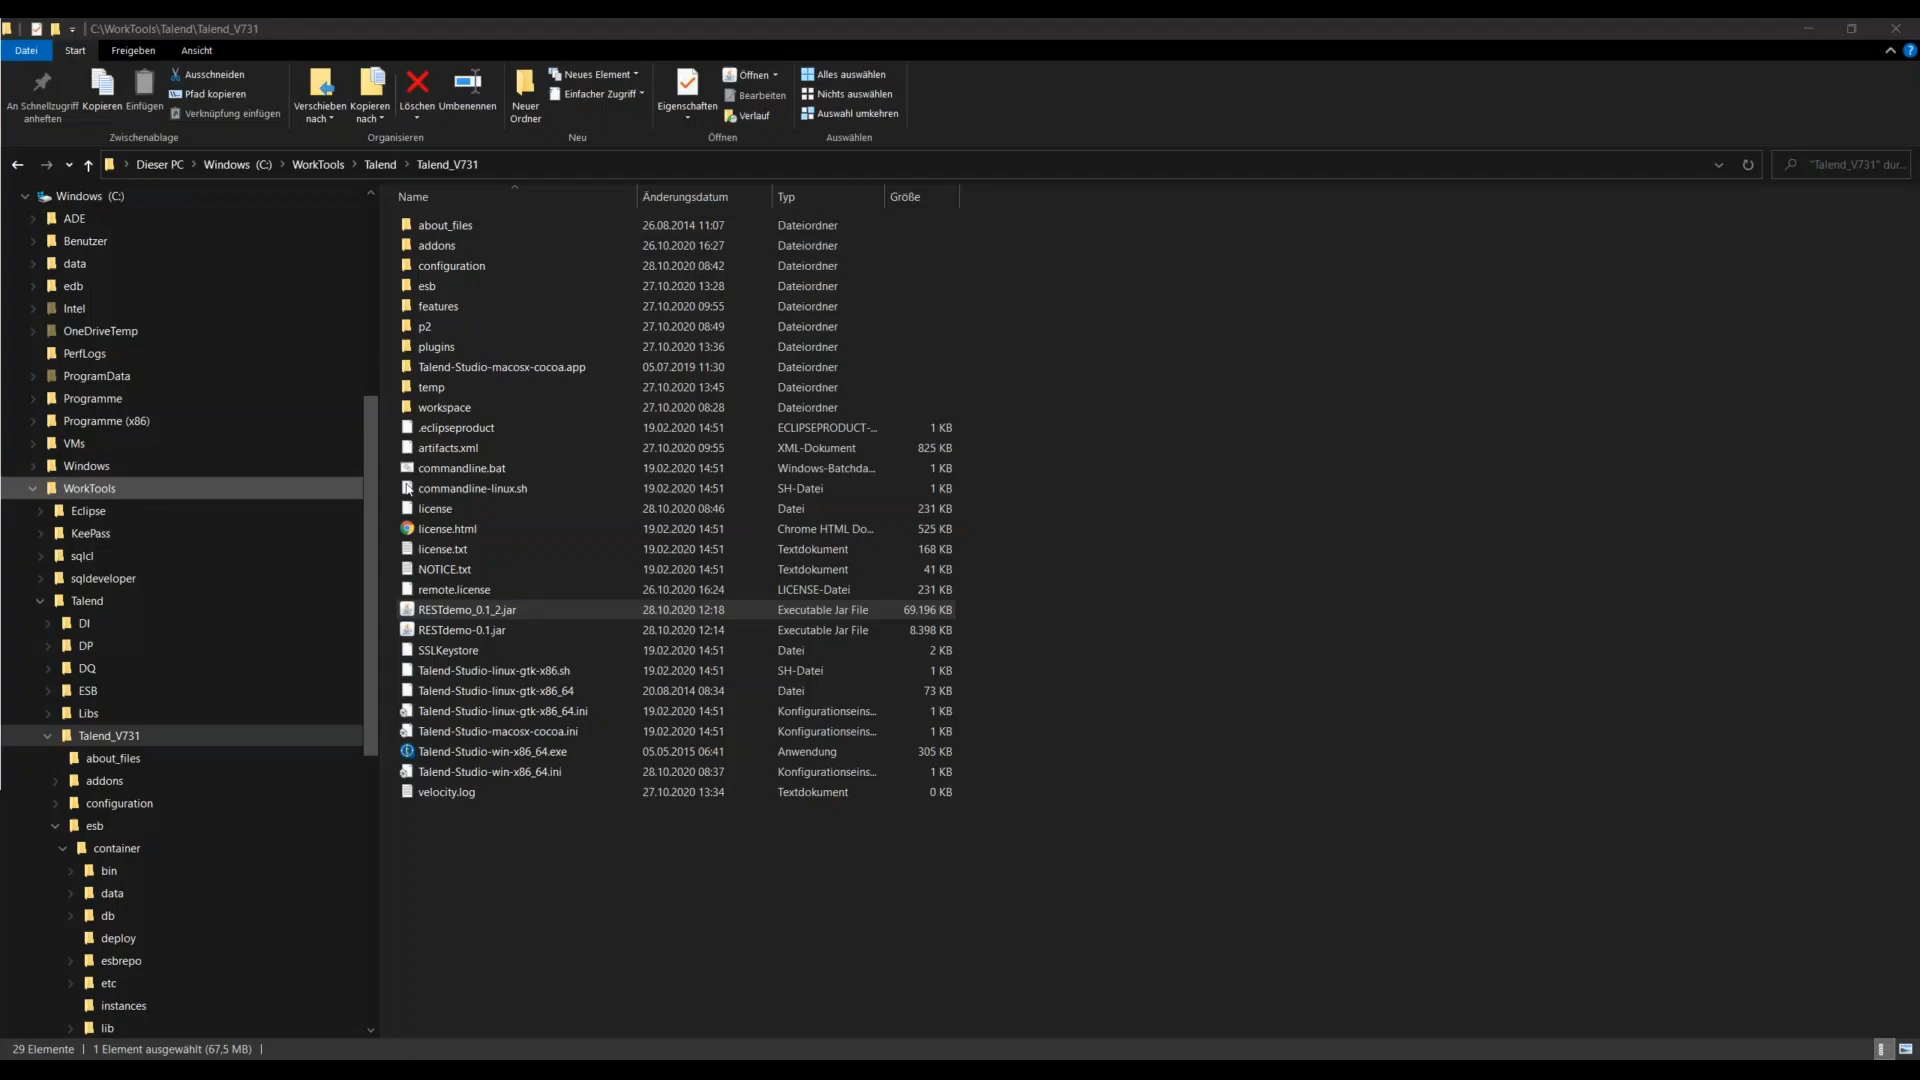 C:\WorkTools\Talend\Talend_V731
Datei Start Freigeben Ansicht
An Schnellzugriff anheften
Kopieren
Einfügen
Ausschneiden
Pfad kopieren
Verknüpfung einfügen
Zwischenablage
Verschieben nach
Kopieren nach
Löschen
Umbenennen
Organisieren
Neuer Ordner
Neues Element
Einfacher Zugriff
Neu
Eigenschaften
Öffnen
Bearbeiten
Verlauf
Öffnen
Alles auswählen
Nichts auswählen
Auswahl umkehren
Auswählen
Dieser PC > Windows (C:) > WorkTools > Talend > Talend_V731
"Talend_V731" dur...
Windows (C:)
ADE
Benutzer
data
edb
Intel
OneDriveTemp
PerfLogs
ProgramData
Programme
Programme (x86)
VMs
Windows
WorkTools
Eclipse
KeePass
sqlcl
sqldeveloper
Talend
DI
DP
DQ
ESB
Libs
Talend_V731
about_files
addons
configuration
esb
container
bin
data
db
deploy
esbrepo
etc
instances
lib
Name Änderungsdatum Typ Größe
about_files 26.08.2014 11:07 Dateiordner
addons 26.10.2020 16:27 Dateiordner
configuration 28.10.2020 08:42 Dateiordner
esb 27.10.2020 13:28 Dateiordner
features 27.10.2020 09:55 Dateiordner
p2 27.10.2020 08:49 Dateiordner
plugins 27.10.2020 13:36 Dateiordner
Talend-Studio-macosx-cocoa.app 05.07.2019 11:30 Dateiordner
temp 27.10.2020 13:45 Dateiordner
workspace 27.10.2020 08:28 Dateiordner
.eclipseproduct 19.02.2020 14:51 ECLIPSEPRODUCT-... 1 KB
artifacts.xml 27.10.2020 09:55 XML-Dokument 825 KB
commandline.bat 19.02.2020 14:51 Windows-Batchda... 1 KB
commandline-linux.sh 19.02.2020 14:51 SH-Datei 1 KB
license 28.10.2020 08:46 Datei 231 KB
license.html 19.02.2020 14:51 Chrome HTML Do... 525 KB
license.txt 19.02.2020 14:51 Textdokument 168 KB
NOTICE.txt 19.02.2020 14:51 Textdokument 41 KB
remote.license 26.10.2020 16:24 LICENSE-Datei 231 KB
RESTdemo_0.1_2.jar 28.10.2020 12:18 Executable Jar File 69.196 KB
RESTdemo-0.1.jar 28.10.2020 12:14 Executable Jar File 8.398 KB
SSLKeystore 19.02.2020 14:51 Datei 2 KB
Talend-Studio-linux-gtk-x86.sh 19.02.2020 14:51 SH-Datei 1 KB
Talend-Studio-linux-gtk-x86_64 20.08.2014 08:34 Datei 73 KB
Talend-Studio-linux-gtk-x86_64.ini 19.02.2020 14:51 Konfigurationseins... 1 KB
Talend-Studio-macosx-cocoa.ini 19.02.2020 14:51 Konfigurationseins... 1 KB
Talend-Studio-win-x86_64.exe 05.05.2015 06:41 Anwendung 305 KB
Talend-Studio-win-x86_64.ini 28.10.2020 08:37 Konfigurationseins... 1 KB
velocity.log 27.10.2020 13:34 Textdokument 0 KB
29 Elemente | 1 Element ausgewählt (67,5 MB) |